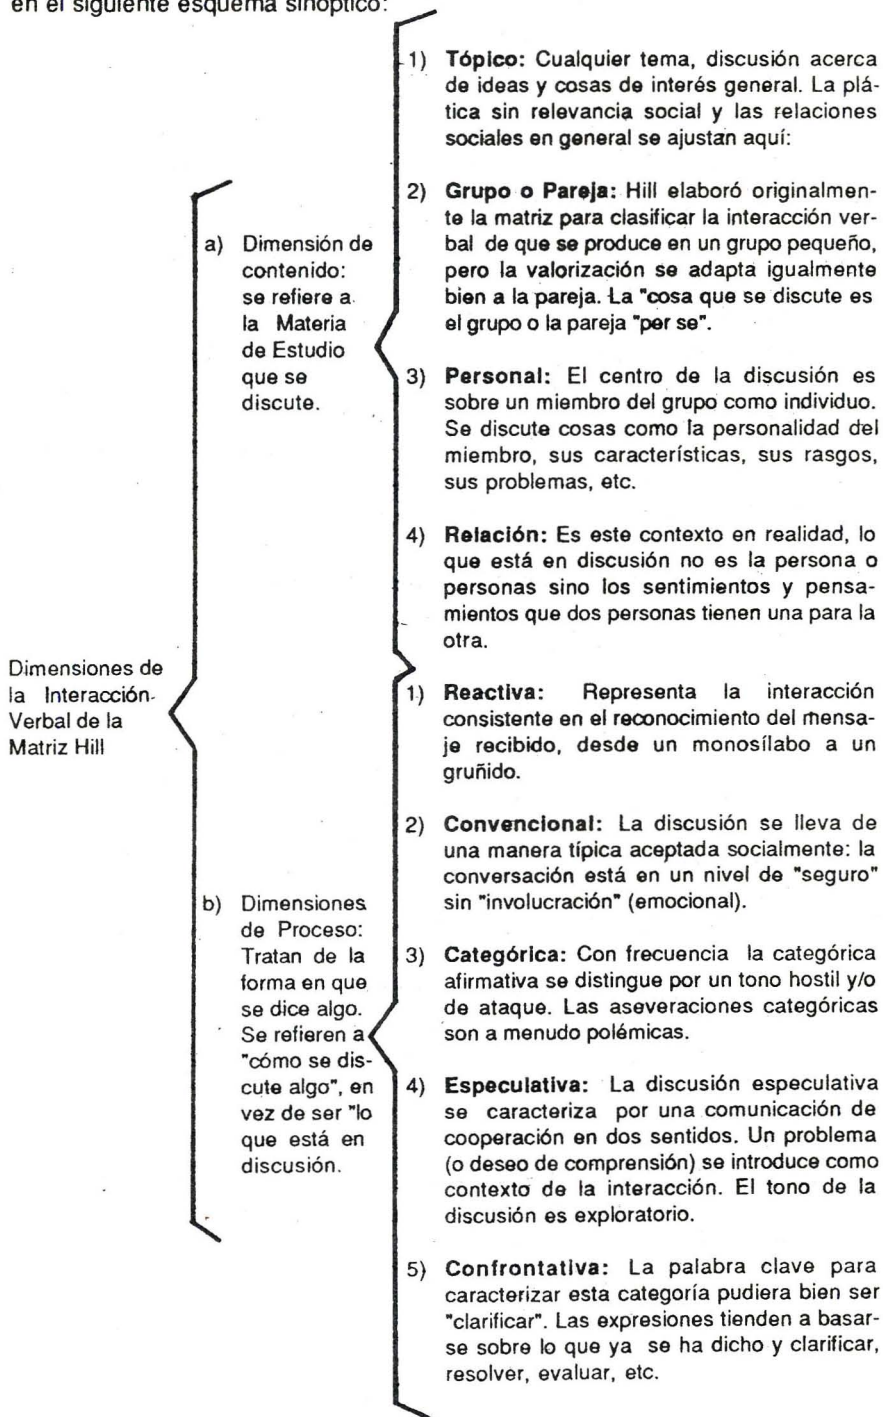 en el siguiente esquema sinóptico:
Dimensiones de
la Interacción
Verbal de la
Matriz Hill
a) Dimensión de
contenido:
se refiere a
la Materia
de Estudio
que se
discute.
1) Tópico: Cualquier tema, discusión acerca
de ideas y cosas de interés general. La plá-
tica sin relevancia social y las relaciones
sociales en general se ajustan aquí:
2) Grupo o Pareja: Hill elaboró originalmen-
te la matriz para clasificar la interacción ver-
bal de que se produce en un grupo pequeño,
pero la valorización se adapta igualmente
bien a la pareja. La "cosa que se discute es
el grupo o la pareja "per se".
3) Personal: El centro de la discusión es
sobre un miembro del grupo como individuo.
Se discute cosas como la personalidad del
miembro, sus características, sus rasgos,
sus problemas, etc.
4) Relación: Es este contexto en realidad, lo
que está en discusión no es la persona o
personas sino los sentimientos y pensa-
mientos que dos personas tienen una para la
otra.
b) Dimensiones
de Proceso:
Tratan de la
forma en que
se dice algo.
Se refieren a
"cómo se dis-
cute algo", en
vez de ser "lo
que está en
discusión.
1) Reactiva: Representa la interacción
consistente en el reconocimiento del mensa-
je recibido, desde un monosílabo a un
gruñido.
2) Convencional: La discusión se lleva de
una manera típica aceptada socialmente: la
conversación está en un nivel de "seguro"
sin "involucración" (emocional).
3) Categórica: Con frecuencia la categórica
afirmativa se distingue por un tono hostil y/o
de ataque. Las aseveraciones categóricas
son a menudo polémicas.
4) Especulativa: La discusión especulativa
se caracteriza por una comunicación de
cooperación en dos sentidos. Un problema
(o deseo de comprensión) se introduce como
contexto de la interacción. El tono de la
discusión es exploratorio.
5) Confrontativa: La palabra clave para
caracterizar esta categoría pudiera bien ser
"clarificar". Las expresiones tienden a basar-
se sobre lo que ya se ha dicho y clarificar,
resolver, evaluar, etc.